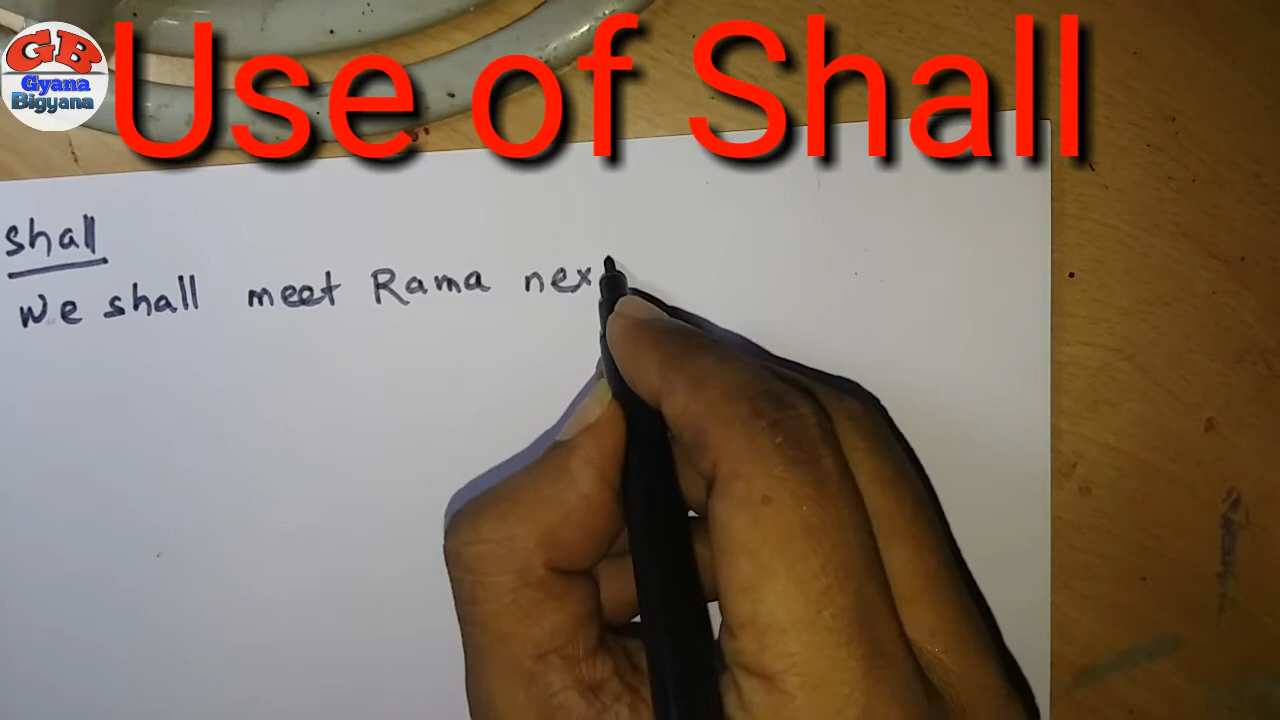 GB
Gyana
Bigyana
Use of Shall
shall
We shall meet Rama nex